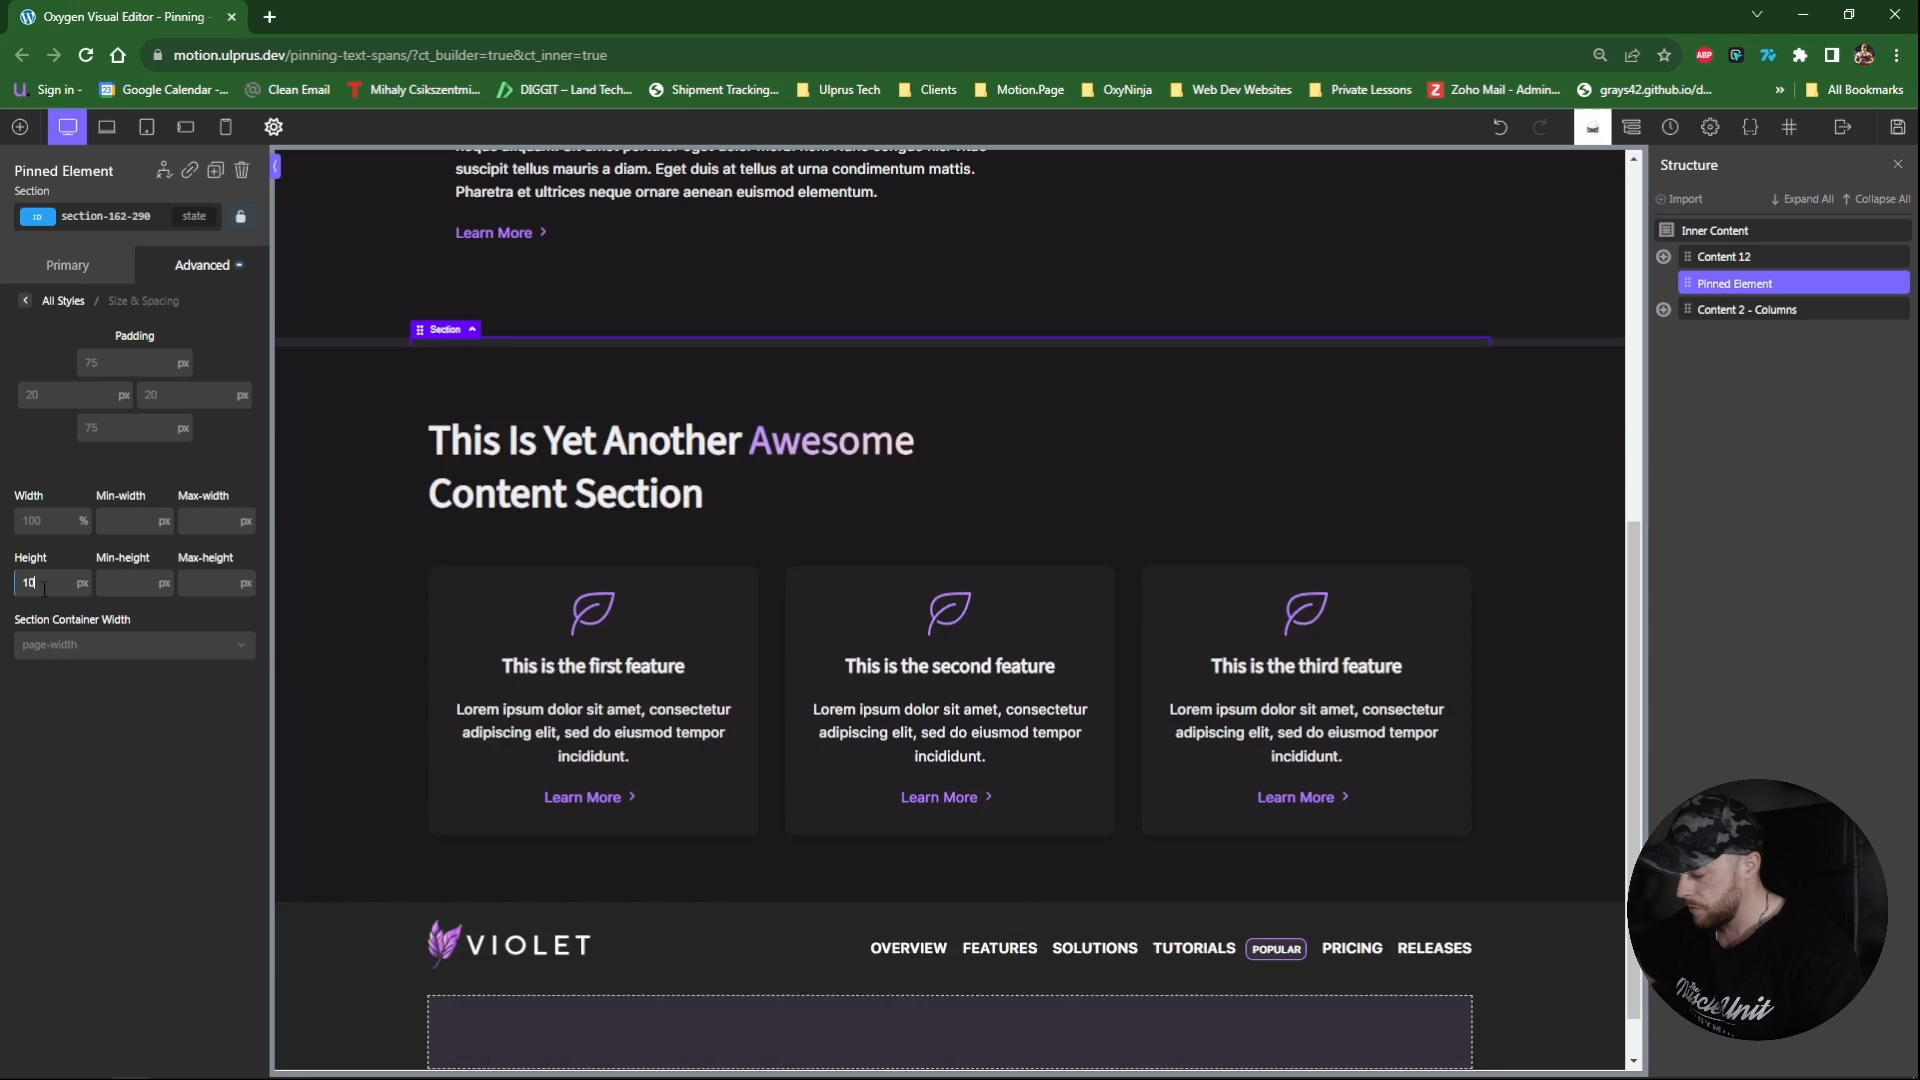 Oxygen Visual Editor - Pinning
motion.ulprus.dev/pinning-text-spans/?ct_builder=true&ct_inner=true
ABP
Sign in -
Google Calendar -...
Clean Email
Mihaly Csikszentmi...
DIGGIT – Land Tech...
Shipment Tracking...
Ulprus Tech
Clients
Motion.Page
OxyNinja
Web Dev Websites
Private Lessons
Zoho Mail - Admin...
grays42.github.io/d...
»
All Bookmarks
Pinned Element
Section
ID section-162-290 state
Primary
Advanced
All Styles / Size & Spacing
Padding
75 px
20 px 20 px
75 px
Width Min-width Max-width
100 % px px
Height Min-height Max-height
10 px px px
Section Container Width
page-width
suscipit tellus mauris a diam. Eget duis at tellus at urna condimentum mattis.
Pharetra et ultrices neque ornare aenean euismod elementum.
Learn More
Section
This Is Yet Another Awesome
Content Section
This is the first feature
Lorem ipsum dolor sit amet, consectetur
adipiscing elit, sed do eiusmod tempor
incididunt.
Learn More
This is the second feature
Lorem ipsum dolor sit amet, consectetur
adipiscing elit, sed do eiusmod tempor
incididunt.
Learn More
This is the third feature
Lorem ipsum dolor sit amet, consectetur
adipiscing elit, sed do eiusmod tempor
incididunt.
Learn More
VIOLET
OVERVIEW FEATURES SOLUTIONS TUTORIALS POPULAR PRICING RELEASES
Structure
Import Expand All Collapse All
Inner Content
Content 12
Pinned Element
Content 2 - Columns